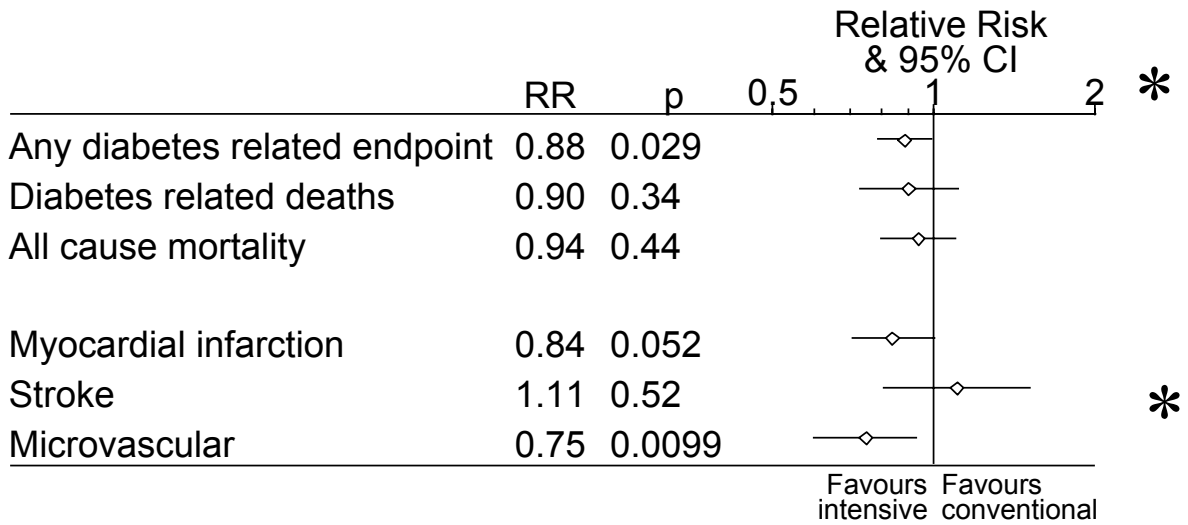 Relative Risk
& 95% CI
RR p 0.5 1 2 *
Any diabetes related endpoint 0.88 0.029
Diabetes related deaths 0.90 0.34
All cause mortality 0.94 0.44
Myocardial infarction 0.84 0.052
Stroke 1.11 0.52 *
Microvascular 0.75 0.0099
Favours Favours
intensive conventional